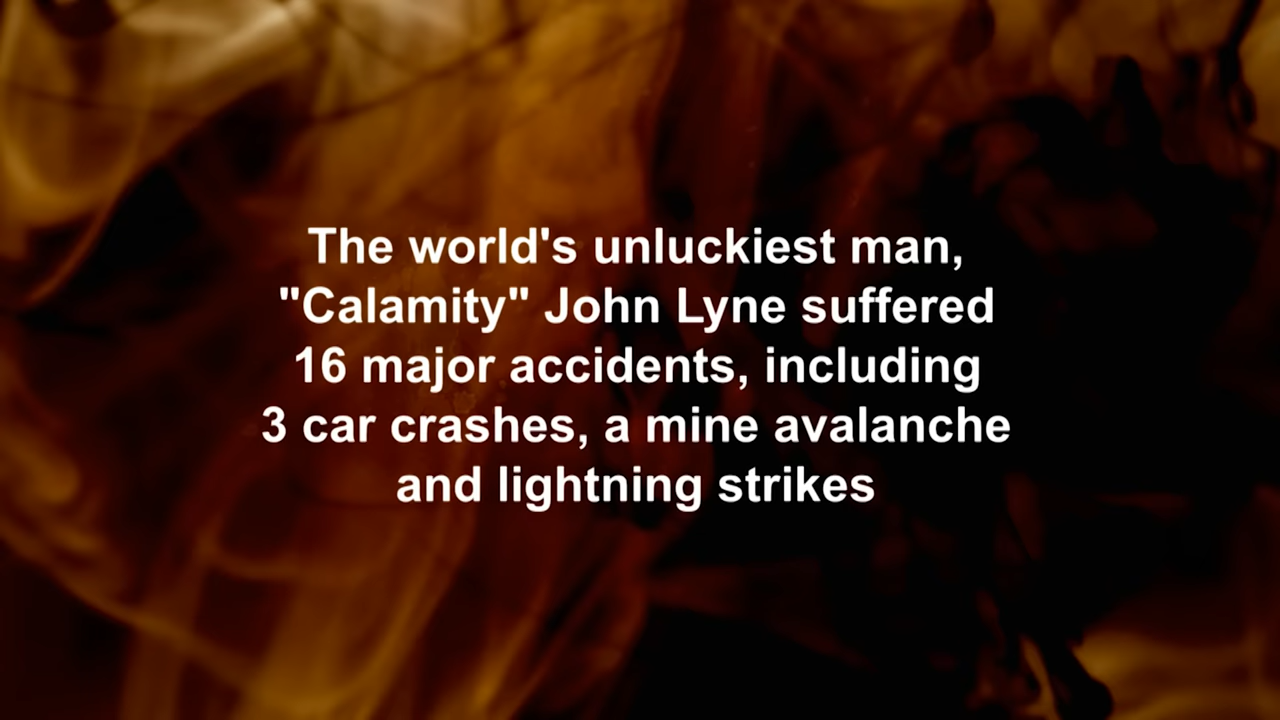 The world's unluckiest man,
"Calamity" John Lyne suffered
16 major accidents, including
3 car crashes, a mine avalanche
and lightning strikes